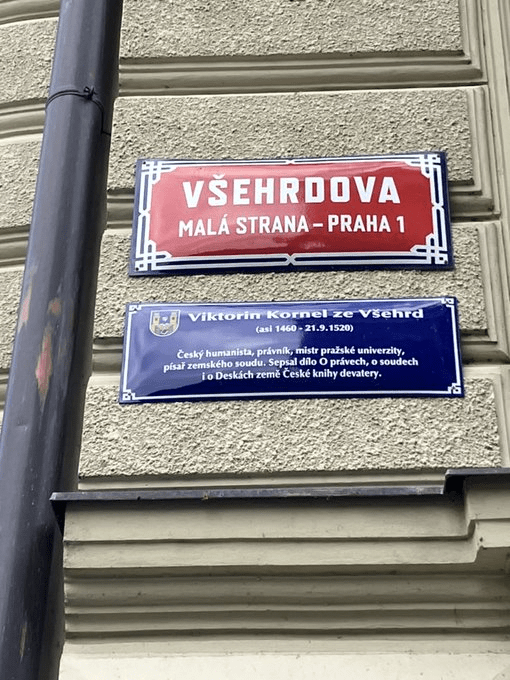 VŠEHRDOVA
MALÁ STRANA – PRAHA 1
Viktorin Kornel ze Všehrd
(asi 1460 - 21.9.1520)
Český humanista, právník, mistr pražské univerzity,
písař zemského soudu. Sepsal dílo O právech, o soudech
i o Deskách země České knihy devatery.